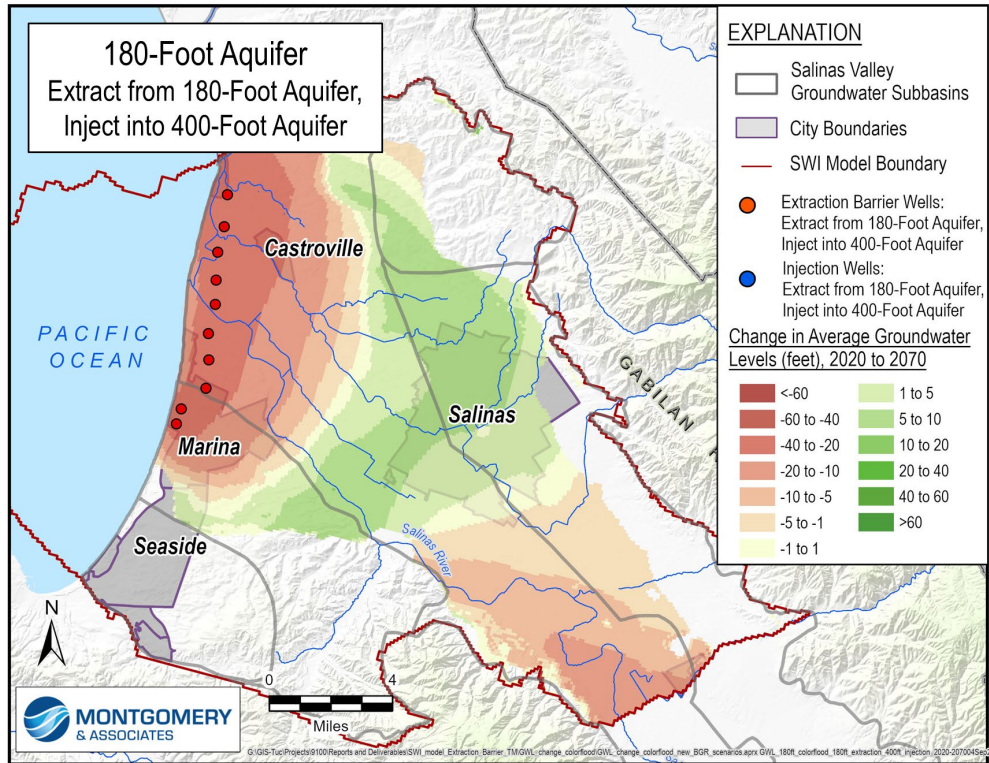 180-Foot Aquifer
Extract from 180-Foot Aquifer,
Inject into 400-Foot Aquifer
EXPLANATION
Salinas Valley
Groundwater Subbasins
City Boundaries
SWI Model Boundary
Extraction Barrier Wells:
Extract from 180-Foot Aquifer,
Inject into 400-Foot Aquifer
Injection Wells:
Extract from 180-Foot Aquifer,
Inject into 400-Foot Aquifer
Change in Average Groundwater
Levels (feet), 2020 to 2070
<-60
-60 to -40
-40 to -20
-20 to -10
-10 to -5
-5 to -1
-1 to 1
1 to 5
5 to 10
10 to 20
20 to 40
40 to 60
>60
Castroville
PACIFIC
OCEAN
GABILAN
Salinas
Marina
Salinas River
Seaside
N
0 4
Miles
MONTGOMERY
& ASSOCIATES